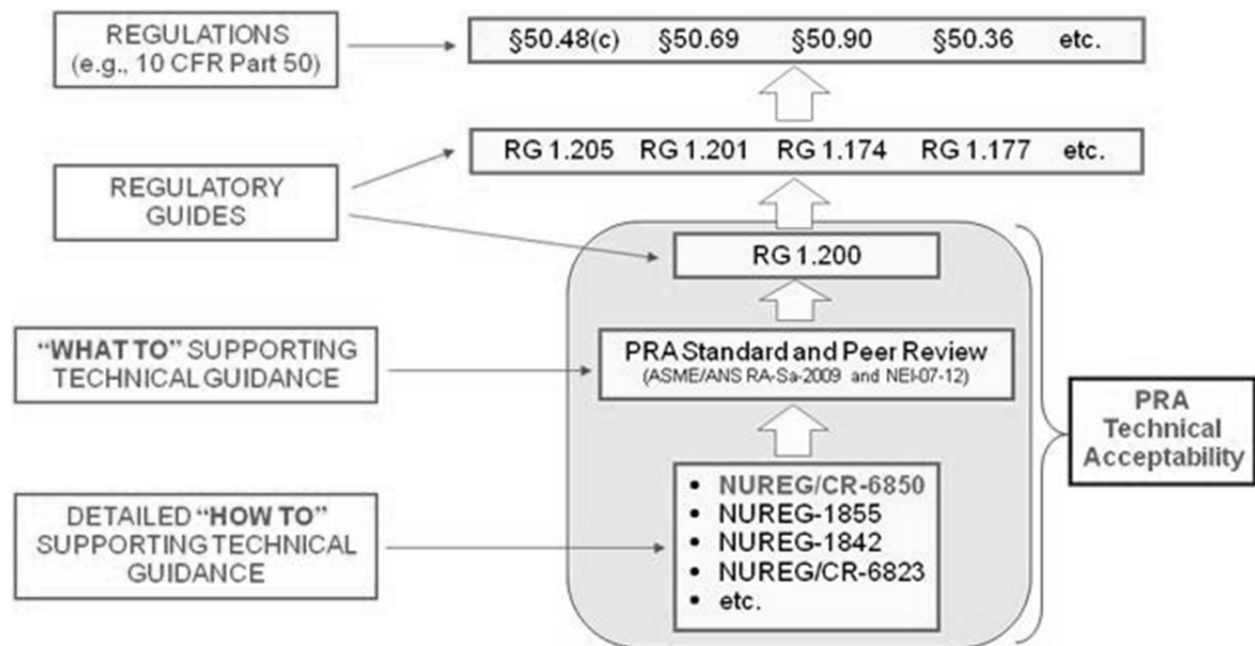 REGULATIONS
(e.g., 10 CFR Part 50)
§50.48(c) §50.69 §50.90 §50.36 etc.
RG 1.205 RG 1.201 RG 1.174 RG 1.177 etc.
REGULATORY
GUIDES
RG 1.200
“WHAT TO” SUPPORTING
TECHNICAL GUIDANCE
PRA Standard and Peer Review
(ASME/ANS RA-Sa-2009 and NEI-07-12)
PRA
Technical
Acceptability
DETAILED “HOW TO”
SUPPORTING TECHNICAL
GUIDANCE
• NUREG/CR-6850
• NUREG-1855
• NUREG-1842
• NUREG/CR-6823
• etc.